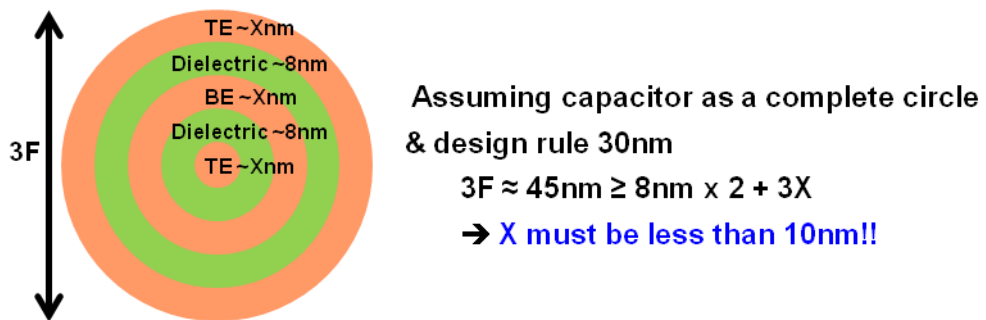 TE ~Xnm
Dielectric ~8nm
BE ~Xnm
Dielectric ~8nm
TE ~Xnm
3F
Assuming capacitor as a complete circle
& design rule 30nm
3F ≈ 45nm ≥ 8nm x 2 + 3X
➔ X must be less than 10nm!!